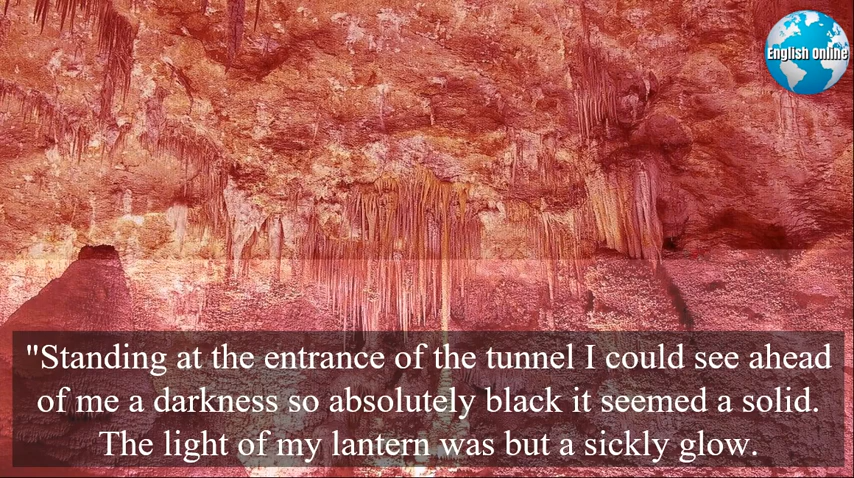 English Online
"Standing at the entrance of the tunnel I could see ahead
of me a darkness so absolutely black it seemed a solid.
The light of my lantern was but a sickly glow.